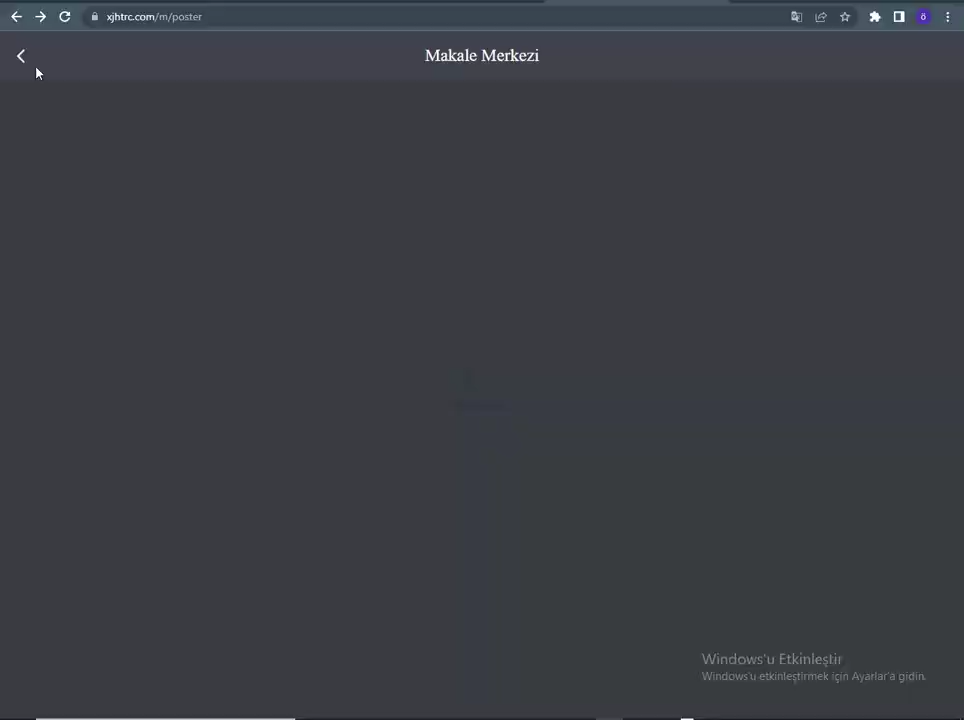 xjhtrc.com/m/poster
ö
Makale Merkezi
Windows'u Etkinleştir
Windows'u etkinleştirmek için Ayarlar'a gidin.